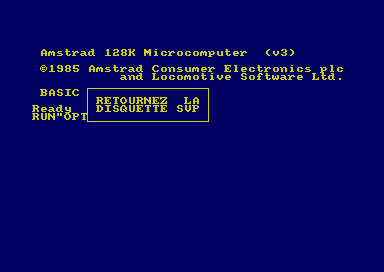 Amstrad 128K Microcomputer  (v3)
©1985 Amstrad Consumer Electronics plc
and Locomotive Software Ltd.
BASIC
RETOURNEZ  LA
DISQUETTE SVP
Ready
RUN"OPT